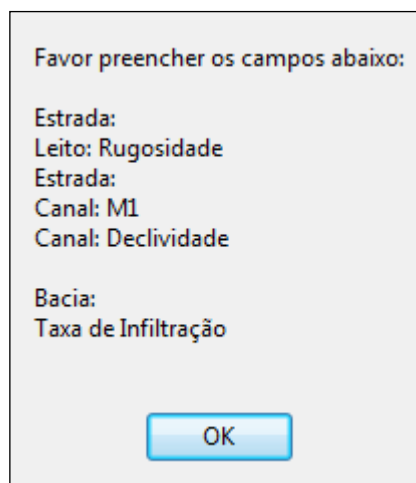 Favor preencher os campos abaixo:
Estrada:
Leito: Rugosidade
Estrada:
Canal: M1
Canal: Declividade
Bacia:
Taxa de Infiltração
OK